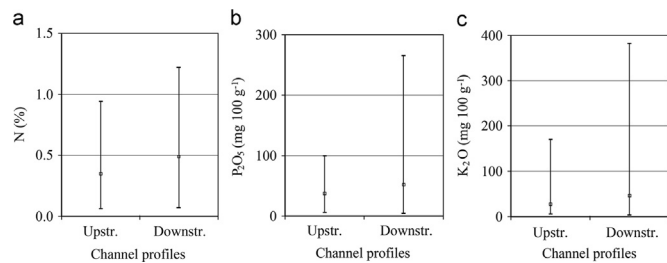 a
1.5
1.0
0.5
0.0
N (%)
Upstr. Downstr.
Channel profiles
b
300
200
100
0
P₂O₅ (mg 100 g⁻¹)
Upstr. Downstr.
Channel profiles
c
400
300
200
100
0
K₂O (mg 100 g⁻¹)
Upstr. Downstr.
Channel profiles